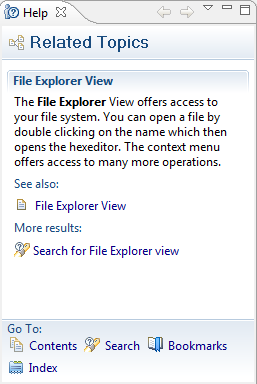 Help
Related Topics
File Explorer View
The File Explorer View offers access to
your file system. You can open a file by
double clicking on the name which then
opens the hexeditor. The context menu
offers access to many more operations.
See also:
File Explorer View
More results:
Search for File Explorer view
Go To:
Contents Search Bookmarks
Index